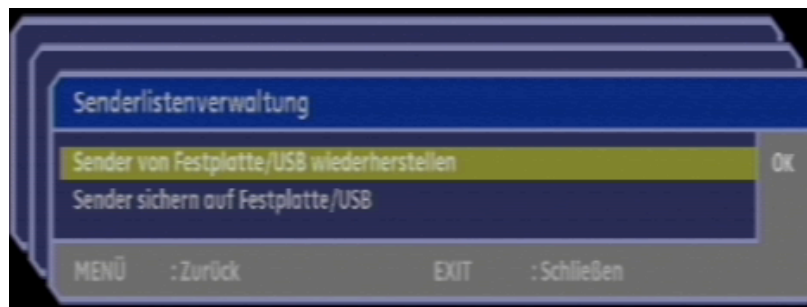 Senderlistenverwaltung
Sender von Festplatte/USB wiederherstellen OK
Sender sichern auf Festplatte/USB
MENÜ :Zurück EXIT :Schließen